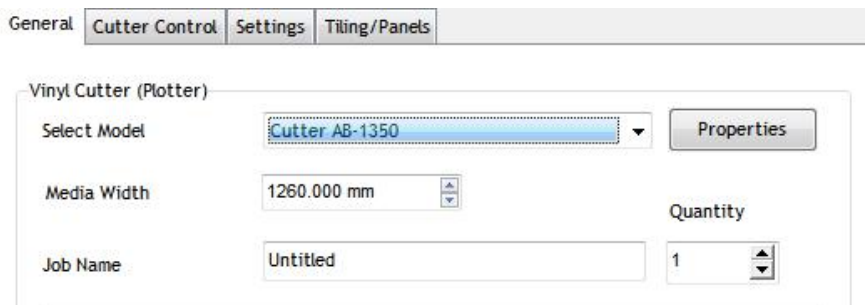 General Cutter Control Settings Tiling/Panels
Vinyl Cutter (Plotter)
Select Model Cutter AB-1350 Properties
Media Width 1260.000 mm
Quantity
Job Name Untitled 1